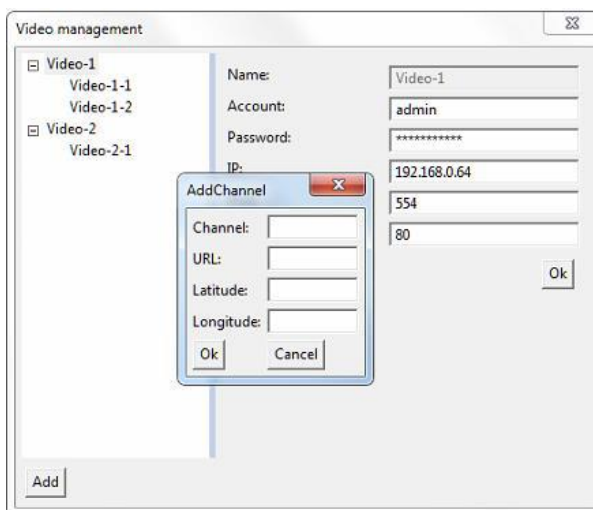 Video management
Video-1
Video-1-1
Video-1-2
Video-2
Video-2-1
Name: Video-1
Account: admin
Password: ***********
IP: 192.168.0.64
554
80
Ok
AddChannel
Channel:
URL:
Latitude:
Longitude:
Ok Cancel
Add